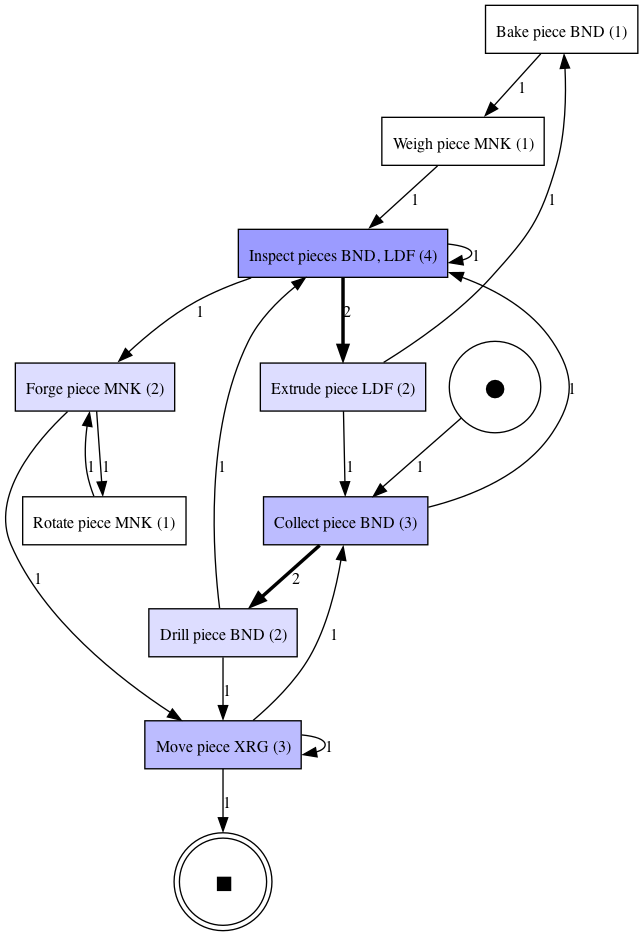 Bake piece BND (1)
1
Weigh piece MNK (1)
1
1
Inspect pieces BND, LDF (4)
1
1
2
Forge piece MNK (2)
Extrude piece LDF (2)
1
1
1
1
1
1
1
Rotate piece MNK (1)
Collect piece BND (3)
1
2
Drill piece BND (2)
1
1
Move piece XRG (3)
1
1